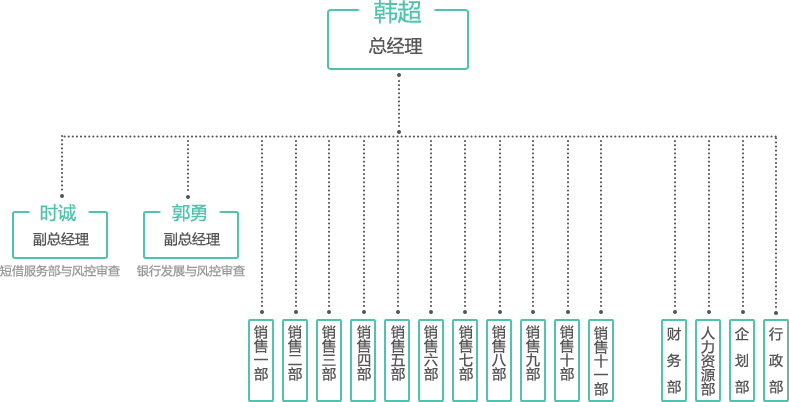 韩超
总经理
时诚
副总经理
短借服务部与风控审查
郭勇
副总经理
银行发展与风控审查
销售一部
销售二部
销售三部
销售四部
销售五部
销售六部
销售七部
销售八部
销售九部
销售十部
销售十一部
财务部
人力资源部
企划部
行政部